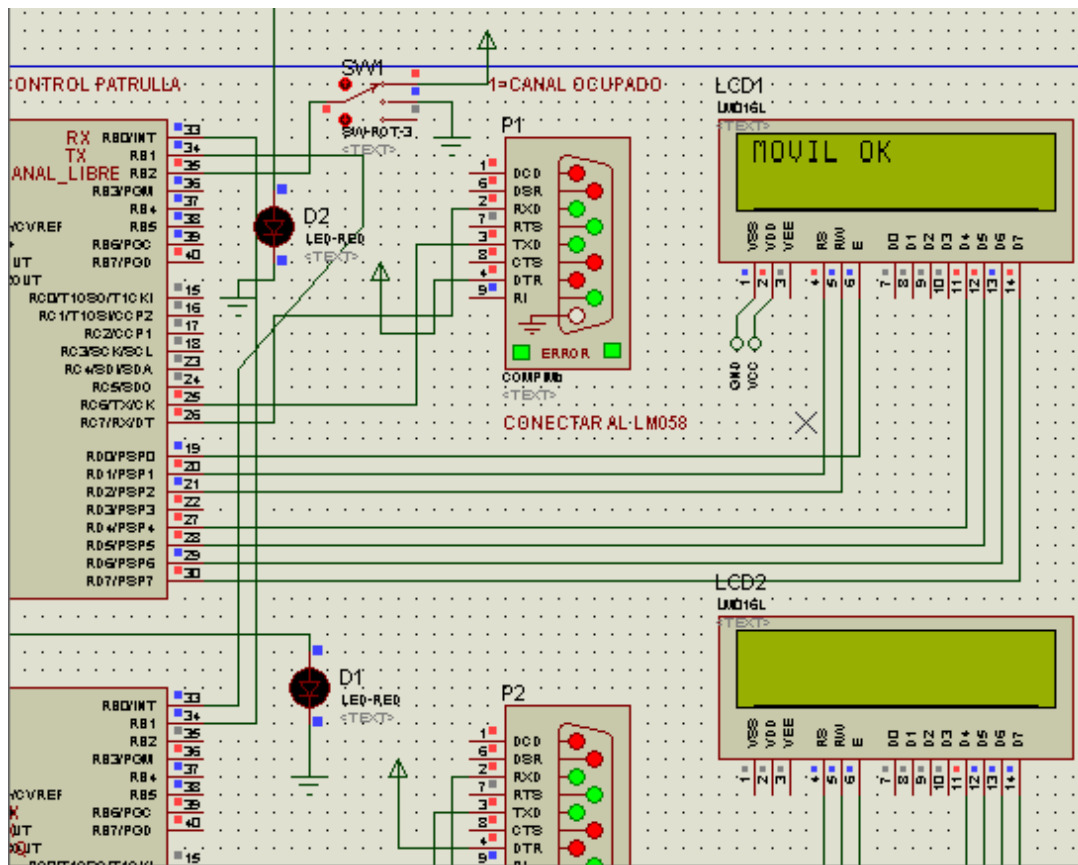 SW1
CONTROL PATRULLA
1=CANAL OCUPADO
LCD1
LM016L
<TEXT>
SW-ROT-3
<TEXT>
P1
MOVIL OK
RX RB0/INT 33
TX RB1 34
ANAL_LIBRE RB2 35
RB3/PGM 36
RB4 37
YCVREF RB5 38
RB6/PGC 39
UT RB7/PGD 40
OUT
RC0/T1OSO/T1CKI 15
RC1/T1OSI/CCP2 16
RC2/CCP1 17
RC3/SCK/SCL 18
RC4/SDI/SDA 23
RC5/SDO 24
RC6/TX/CK 25
RC7/RX/DT 26
RD0/PSP0 19
RD1/PSP1 20
RD2/PSP2 21
RD3/PSP3 22
RD4/PSP4 27
RD5/PSP5 28
RD6/PSP6 29
RD7/PSP7 30
D2
LED-RED
<TEXT>
1 DCD
6 DSR
2 RXD
7 RTS
3 TXD
8 CTS
4 DTR
9 RI
ERROR
COMPIM
<TEXT>
CONECTAR AL LM058
VSS VDD VEE RS RW E D0 D1 D2 D3 D4 D5 D6 D7
1 2 3 4 5 6 7 8 9 10 11 12 13 14
GND VCC
LCD2
LM016L
<TEXT>
VSS VDD VEE RS RW E D0 D1 D2 D3 D4 D5 D6 D7
1 2 3 4 5 6 7 8 9 10 11 12 13 14
D1
LED-RED
<TEXT>
P2
RB0/INT 33
RB1 34
RB2 35
RB3/PGM 36
RB4 37
YCVREF RB5 38
RB6/PGC 39
UT RB7/PGD 40
OUT
RC0/T1OSO/T1CKI 15
1 DCD
6 DSR
2 RXD
7 RTS
3 TXD
8 CTS
4 DTR
9 RI